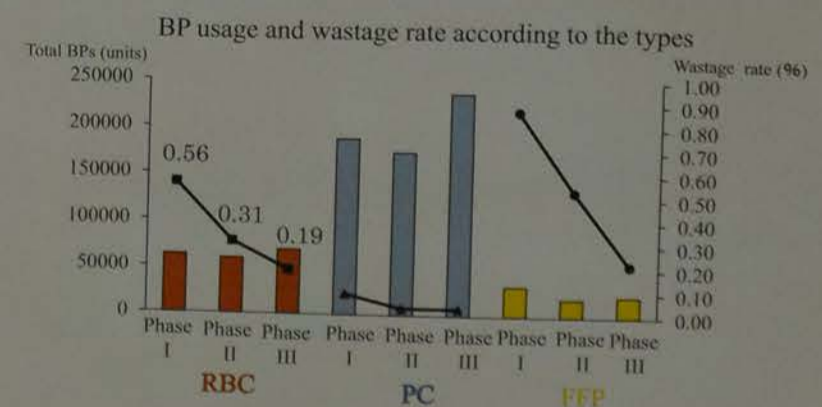 BP usage and wastage rate according to the types
Total BPs (units)
Wastage rate (%)
250000
200000
150000
100000
50000
0
0.56
0.31
0.19
1.00
0.90
0.80
0.70
0.60
0.50
0.40
0.30
0.20
0.10
0.00
Phase I
Phase II
Phase III
Phase I
Phase II
Phase III
Phase I
Phase II
Phase III
RBC
PC
FFP